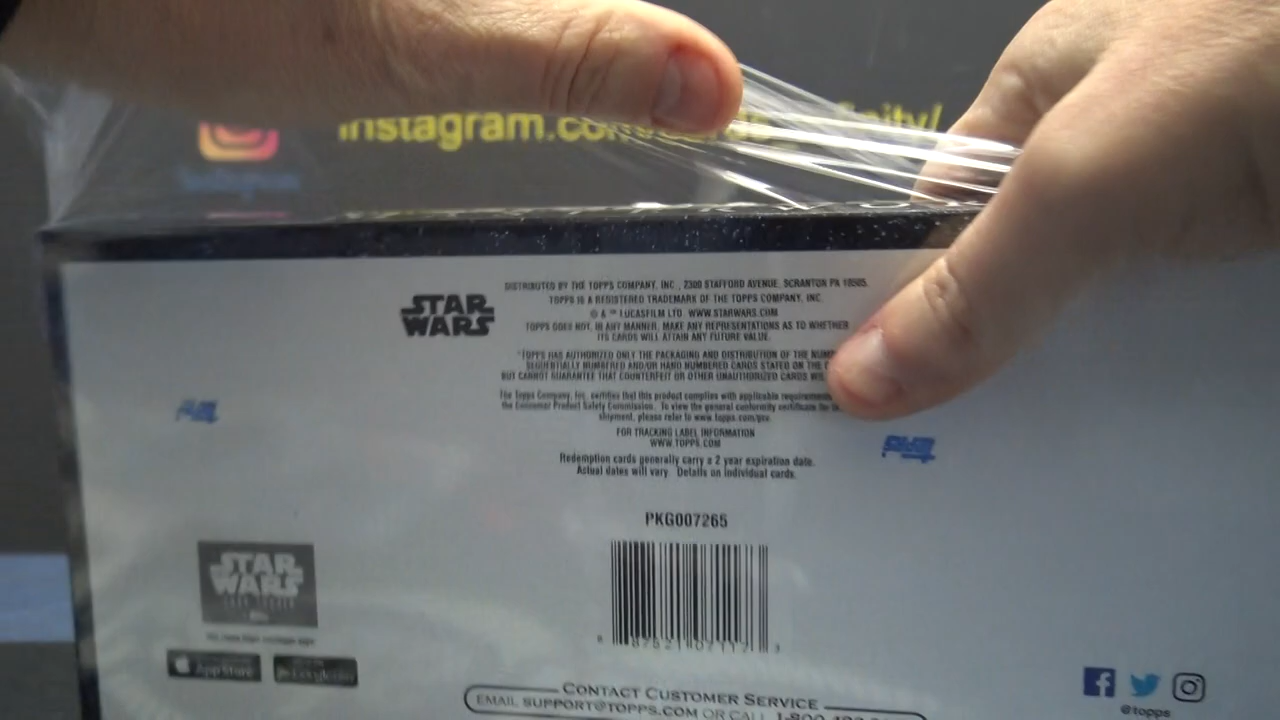 instagram.com/
STAR
WARS
DISTRIBUTED BY THE TOPPS COMPANY, INC., 2300 STAFFORD AVENUE, SCRANTON PA 18505.
TOPPS IS A REGISTERED TRADEMARK OF THE TOPPS COMPANY, INC.
© & ™ LUCASFILM LTD. WWW.STARWARS.COM
TOPPS DOES NOT, IN ANY MANNER, MAKE ANY REPRESENTATIONS AS TO WHETHER
ITS CARDS WILL ATTAIN ANY FUTURE VALUE.
*TOPPS HAS AUTHORIZED ONLY THE PACKAGING AND DISTRIBUTION OF THE
SEQUENTIALLY NUMBERED AND/OR HAND NUMBERED CARDS STATED ON THE
BUT CANNOT GUARANTEE THAT COUNTERFEIT OR OTHER UNAUTHORIZED CARDS
The Topps Company, Inc. certifies that this product complies with applicable
the Consumer Product Safety Commission. To view the general conformity certificate for
shipment, please refer to www.topps.com/gcc
FOR TRACKING LABEL INFORMATION
WWW.TOPPS.COM
Redemption cards generally carry a 2 year expiration date.
Actual dates will vary. Details on individual cards.
PKG007265
STAR
WARS
App Store
CONTACT CUSTOMER SERVICE
EMAIL SUPPORT@TOPPS.COM OR CALL
@topps